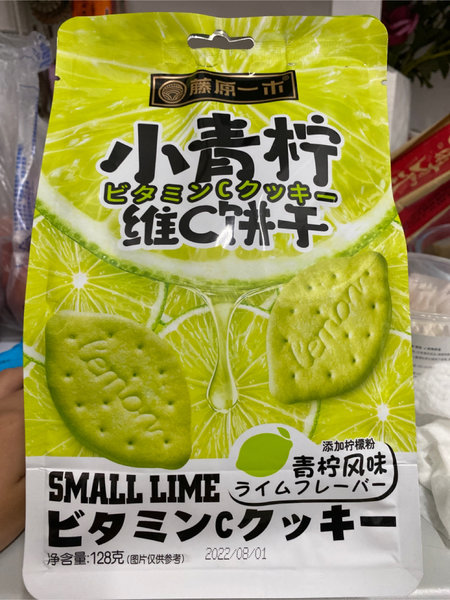 藤原一木
小青柠
ビタミンCクッキー
维C饼干
Lemon
Lemon
添加柠檬粉
青柠风味
ライムフレーバー
SMALL LIME
ビタミンCクッキー
净含量:128克(图片仅供参考)
2022/08/01